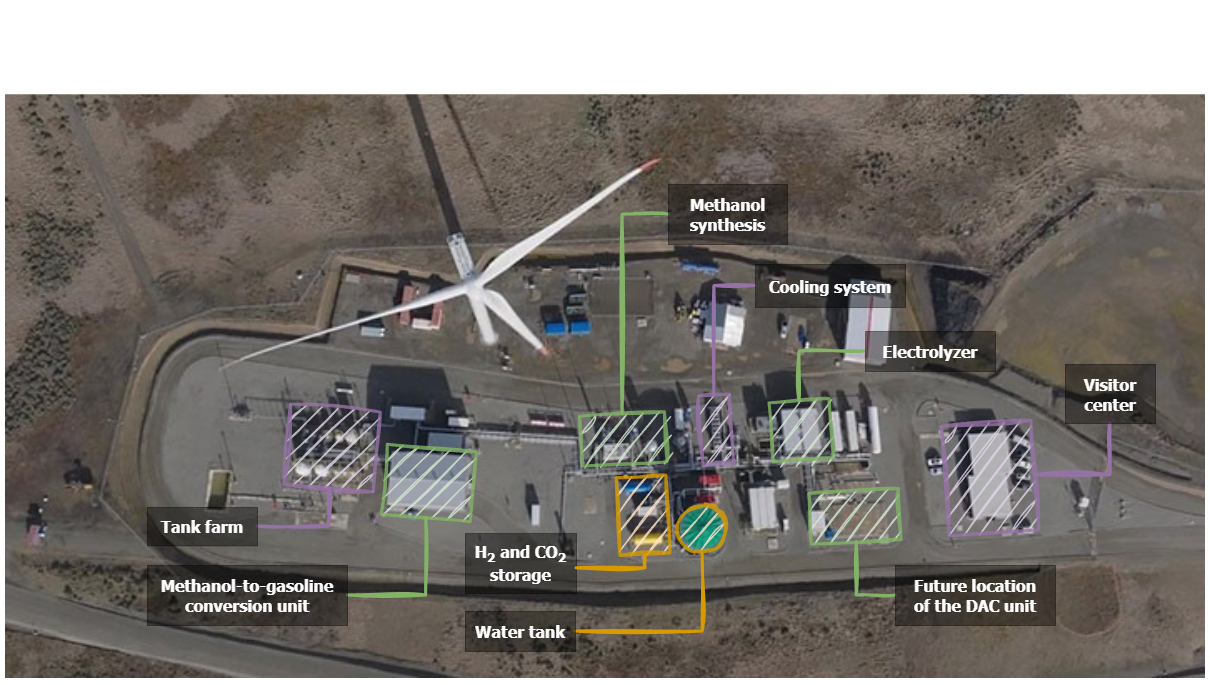 Methanol
synthesis
Cooling system
Electrolyzer
Visitor
center
Tank farm
H₂ and CO₂
storage
Methanol-to-gasoline
conversion unit
Future location
of the DAC unit
Water tank